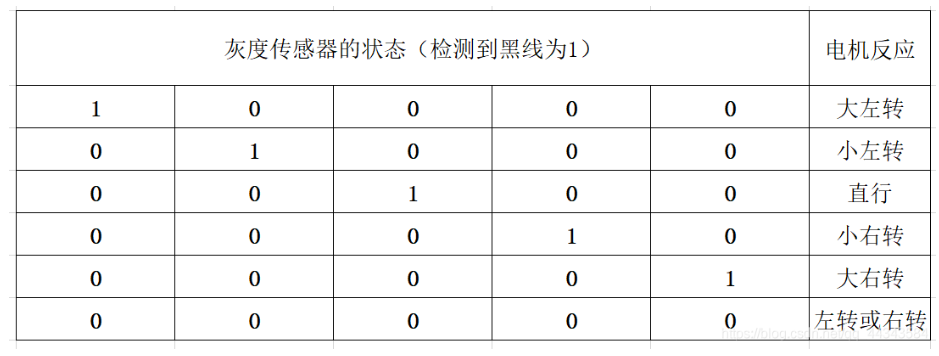 灰度传感器的状态（检测到黑线为1） 电机反应
1 0 0 0 0 大左转
0 1 0 0 0 小左转
0 0 1 0 0 直行
0 0 0 1 0 小右转
0 0 0 0 1 大右转
0 0 0 0 0 左转或右转